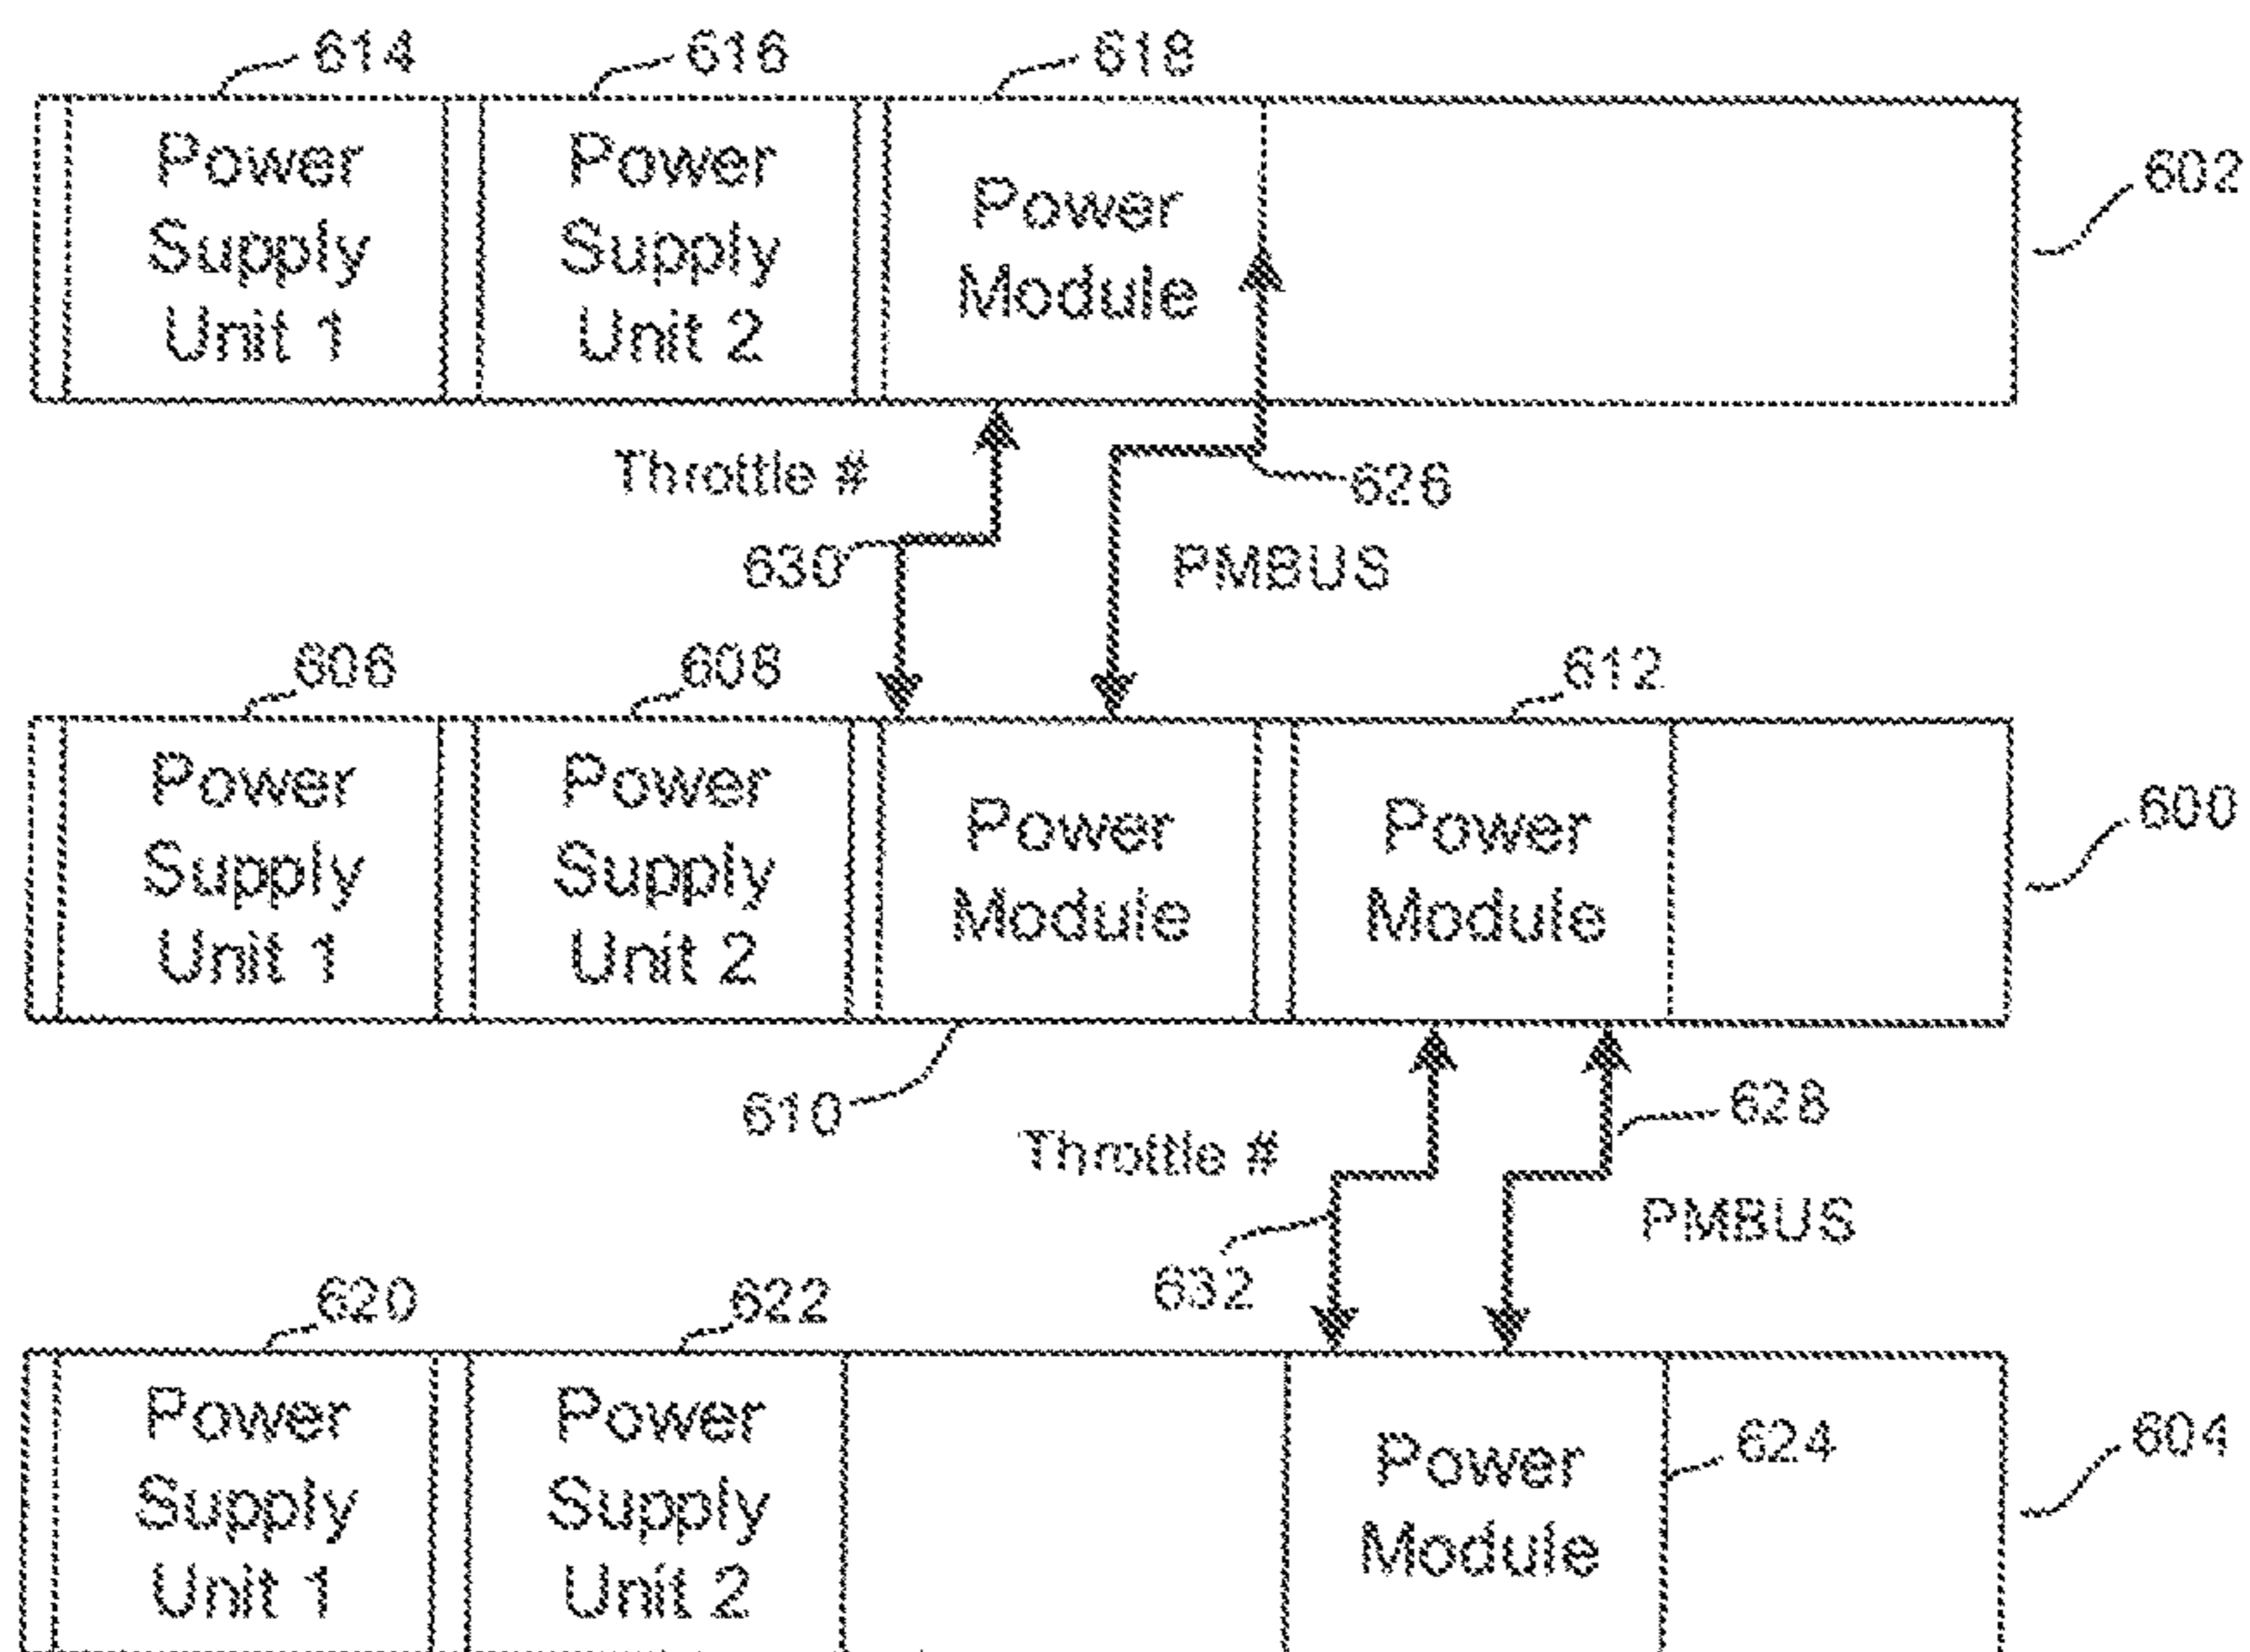 614 616 618
Power Power Power
Supply Supply Module
Unit 1 Unit 2
602
Throttle # 626
630 PMBUS
606 608 612
Power Power Power Power
Supply Supply Module Module
Unit 1 Unit 2
600
610 628
Throttle # PMBUS
632
620 622
Power Power Power
Supply Supply Module
Unit 1 Unit 2
624 604